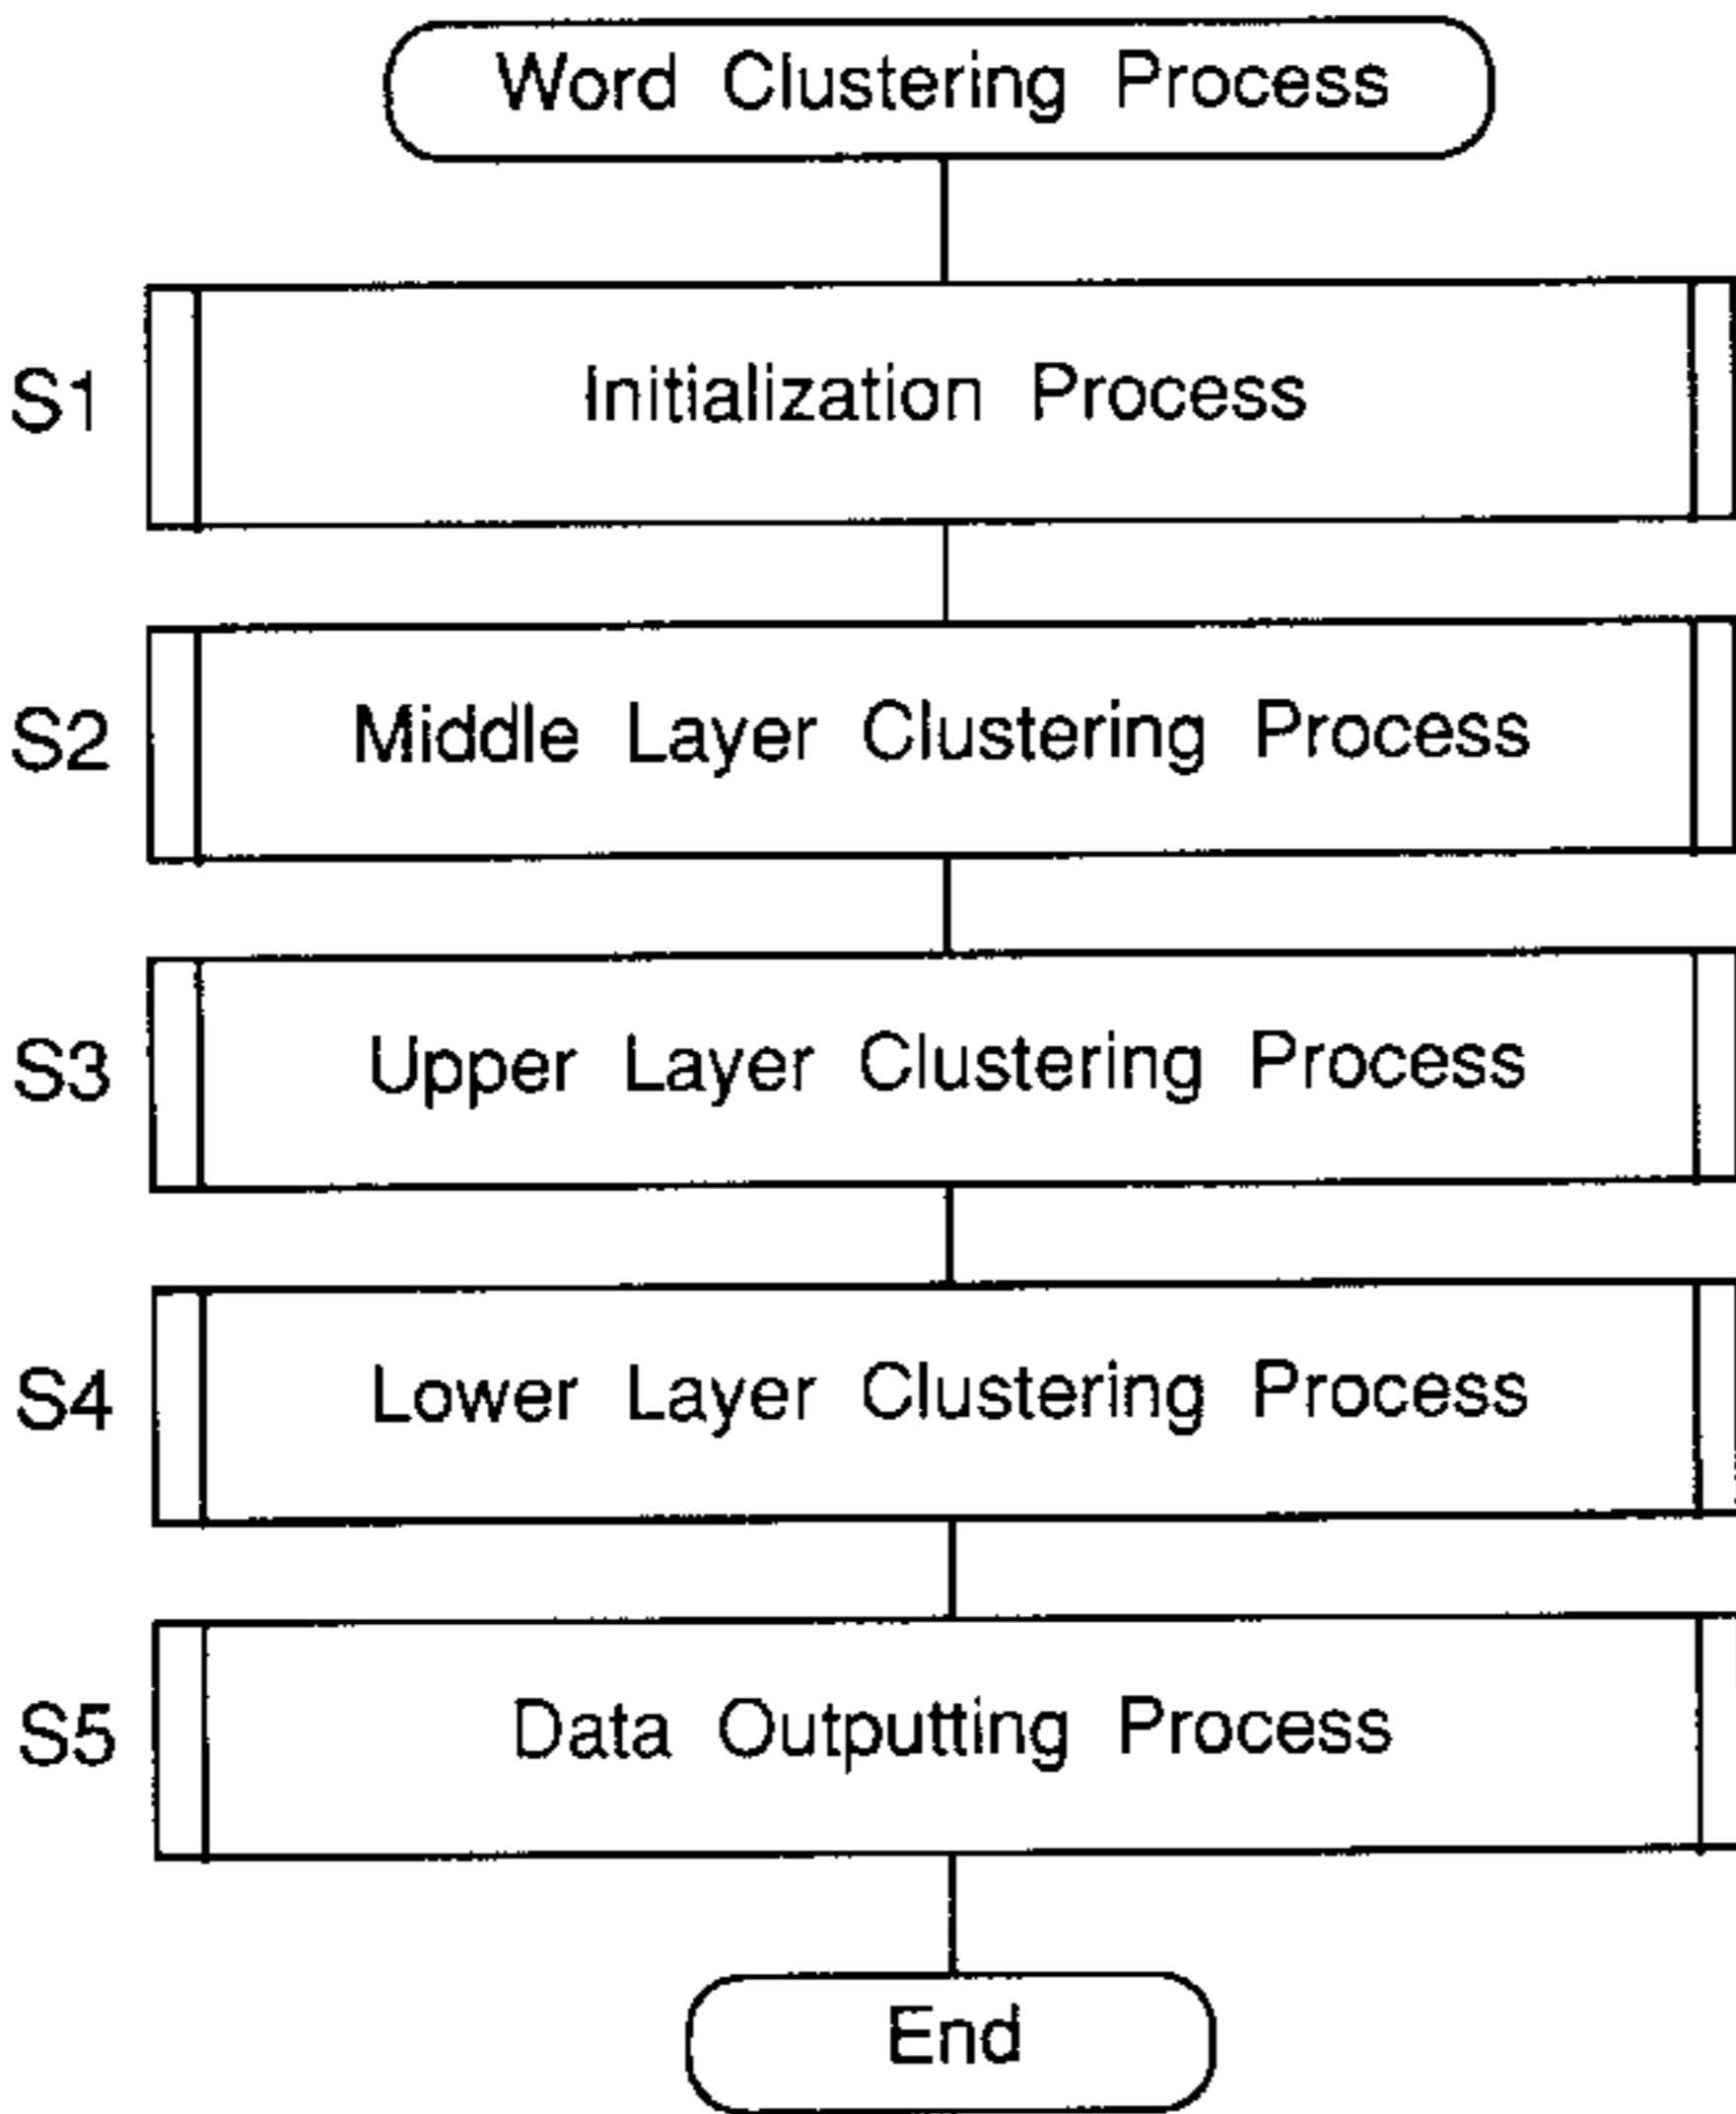 Word Clustering Process
S1 Initialization Process
S2 Middle Layer Clustering Process
S3 Upper Layer Clustering Process
S4 Lower Layer Clustering Process
S5 Data Outputting Process
End